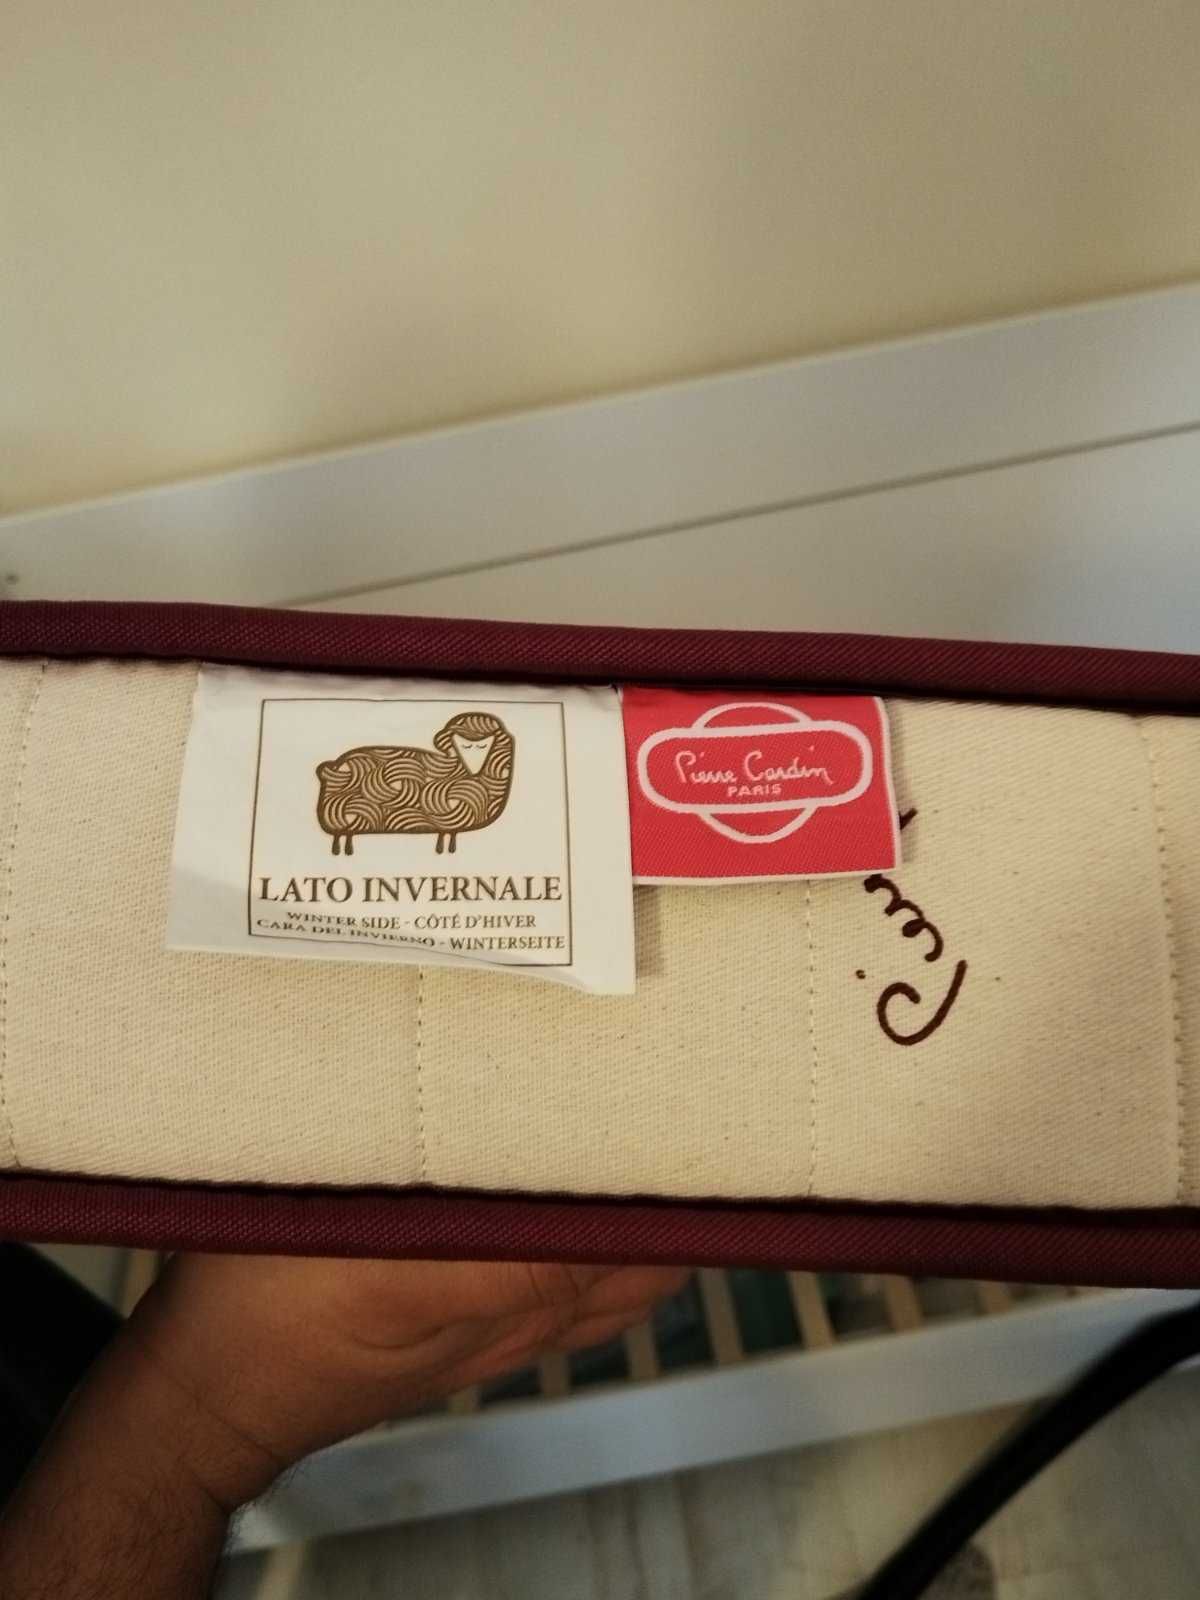 LATO INVERNALE
WINTER SIDE - CÔTÉ D'HIVER
CARA DEL INVIERNO - WINTERSEITE
Pierre Cardin
PARIS